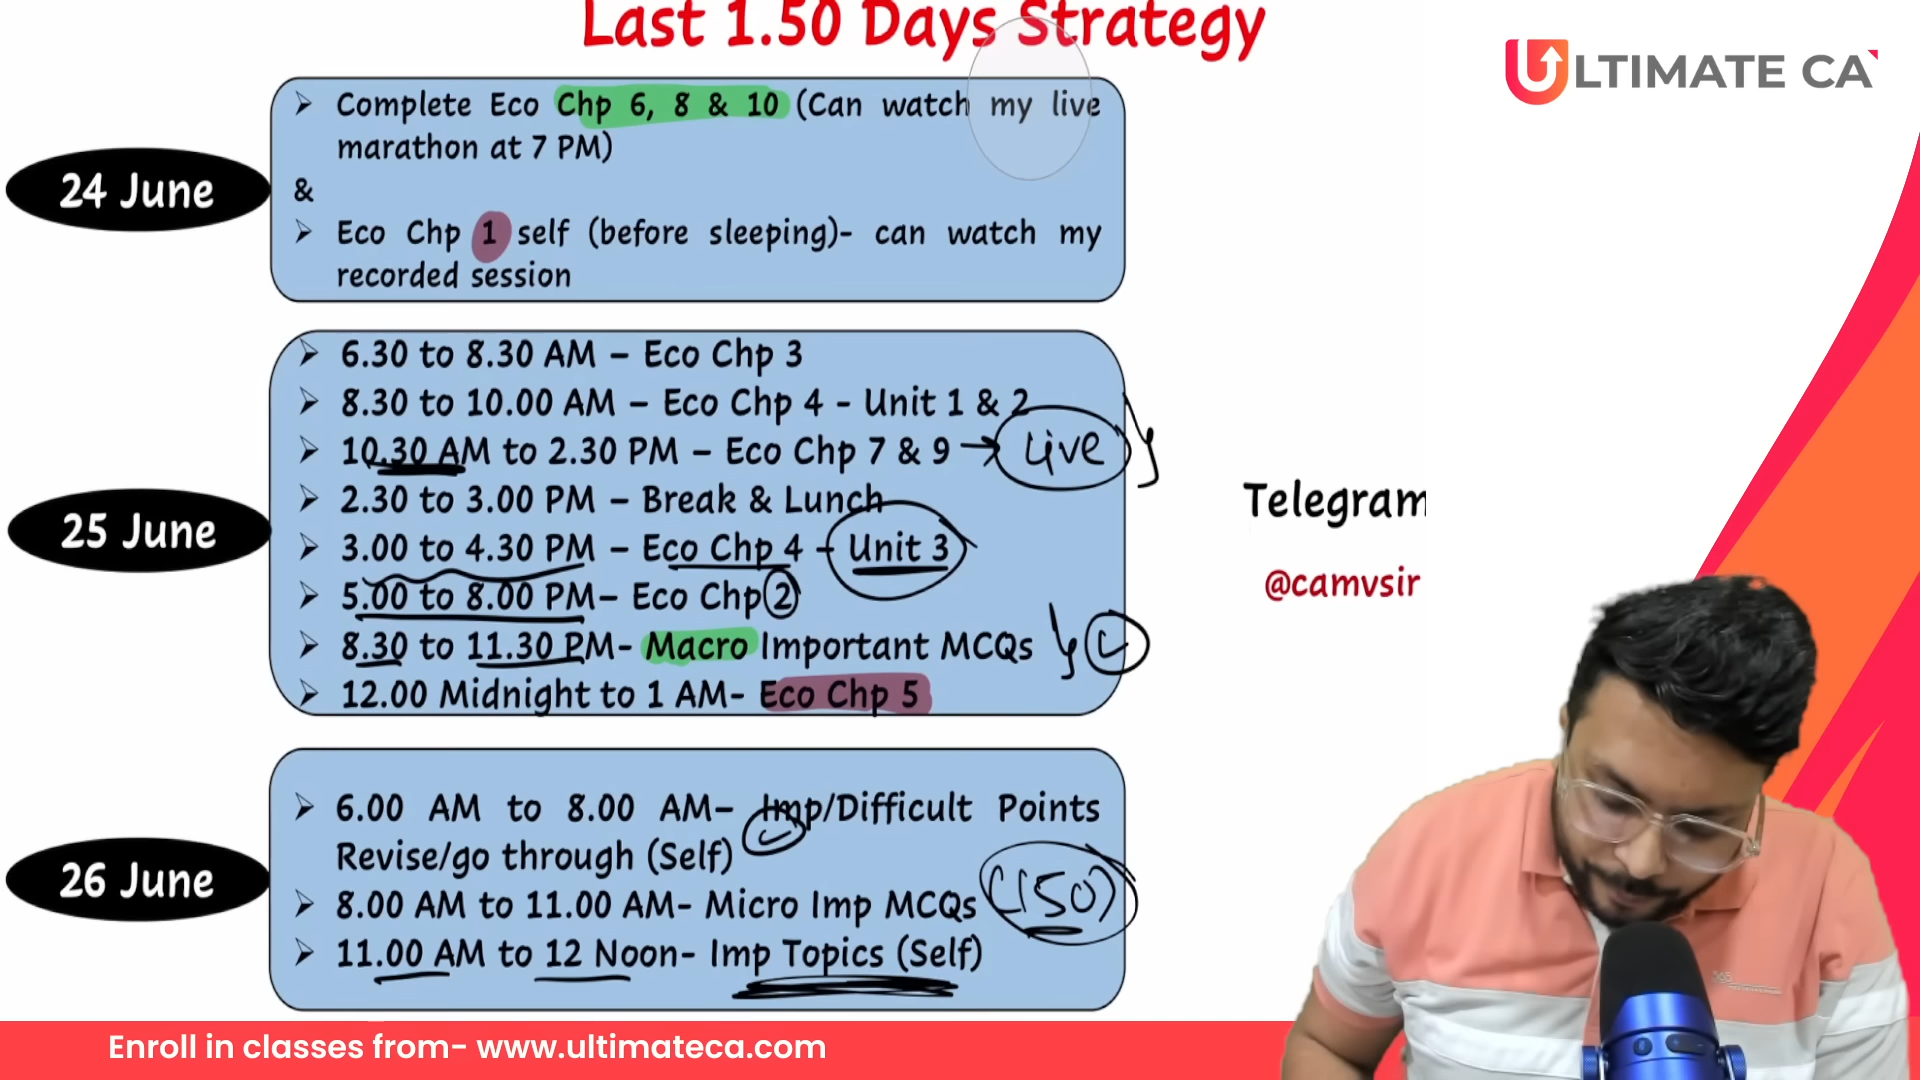 Last 1.50 Days Strategy
ULTIMATE CA
24 June
➢ Complete Eco Chp 6, 8 & 10 (Can watch my live
marathon at 7 PM)
&
➢ Eco Chp 1 self (before sleeping)- can watch my
recorded session
25 June
➢ 6.30 to 8.30 AM – Eco Chp 3
➢ 8.30 to 10.00 AM – Eco Chp 4 - Unit 1 & 2
➢ 10.30 AM to 2.30 PM – Eco Chp 7 & 9 → Live
➢ 2.30 to 3.00 PM – Break & Lunch
➢ 3.00 to 4.30 PM – Eco Chp 4 - Unit 3
➢ 5.00 to 8.00 PM– Eco Chp 2
➢ 8.30 to 11.30 PM- Macro Important MCQs
➢ 12.00 Midnight to 1 AM- Eco Chp 5
Telegram
@camvsir
26 June
➢ 6.00 AM to 8.00 AM– Imp/Difficult Points
Revise/go through (Self)
➢ 8.00 AM to 11.00 AM- Micro Imp MCQs (150)
➢ 11.00 AM to 12 Noon- Imp Topics (Self)
Enroll in classes from- www.ultimateca.com